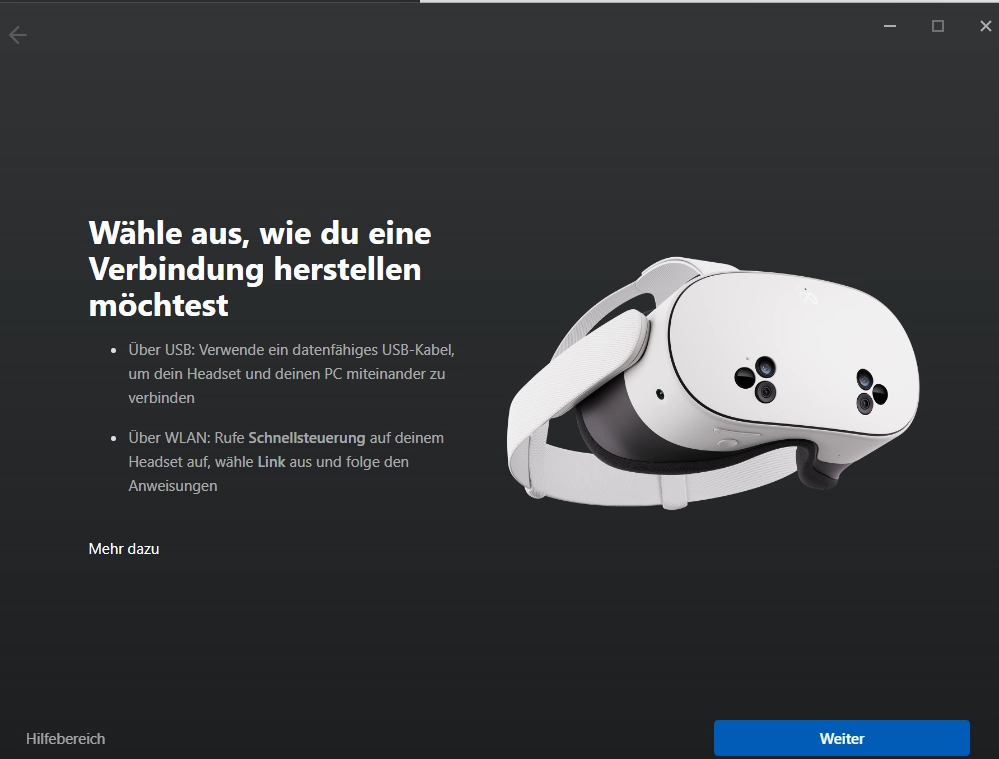 Wähle aus, wie du eine
Verbindung herstellen
möchtest
Über USB: Verwende ein datenfähiges USB-Kabel,
um dein Headset und deinen PC miteinander zu
verbinden
Über WLAN: Rufe Schnellsteuerung auf deinem
Headset auf, wähle Link aus und folge den
Anweisungen
Mehr dazu
Hilfebereich
Weiter